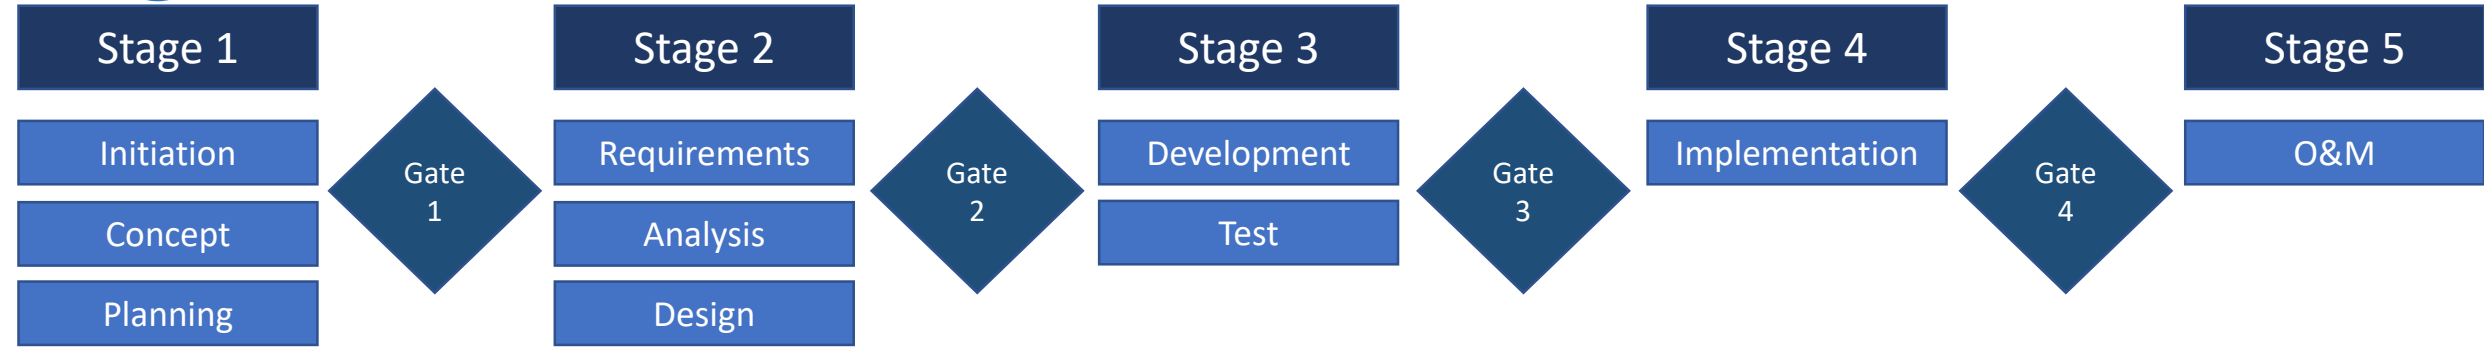 Stage 1
Initiation
Concept
Planning
Gate
1
Stage 2
Requirements
Analysis
Design
Gate
2
Stage 3
Development
Test
Gate
3
Stage 4
Implementation
Gate
4
Stage 5
O&M